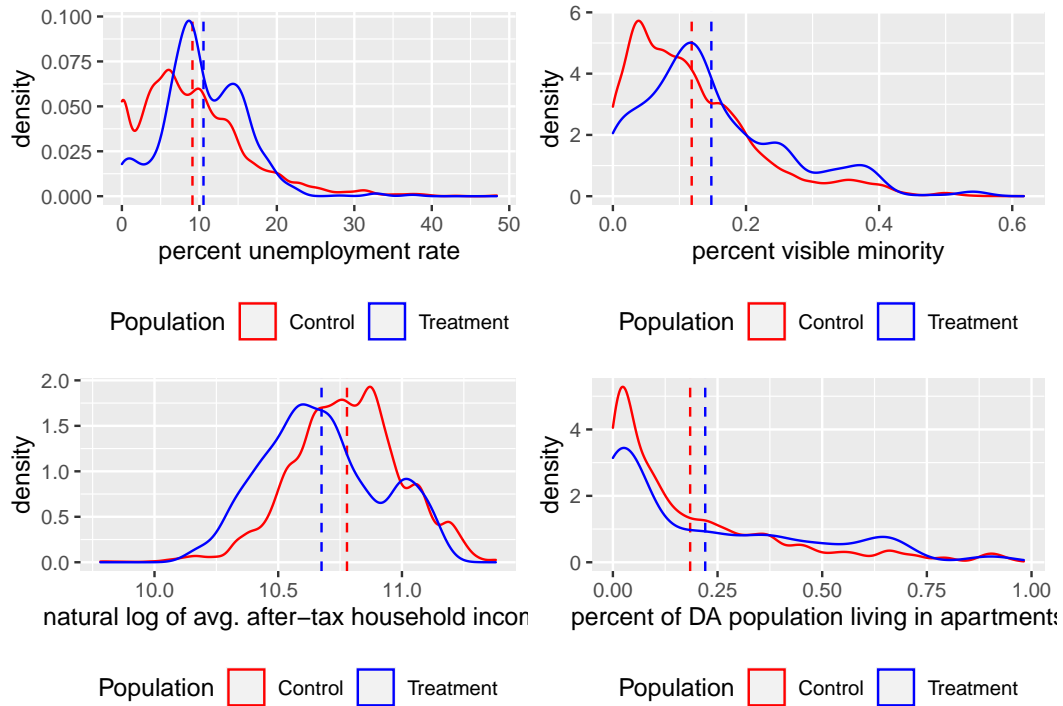 0.100
0.075
0.050
0.025
0.000
density
0 10 20 30 40 50
percent unemployment rate
Population Control Treatment
6
4
2
0
density
0.0 0.2 0.4 0.6
percent visible minority
Population Control Treatment
2.0
1.5
1.0
0.5
0.0
density
10.0 10.5 11.0
natural log of avg. after−tax household incon
Population Control Treatment
4
2
0
density
0.00 0.25 0.50 0.75 1.00
percent of DA population living in apartments
Population Control Treatment